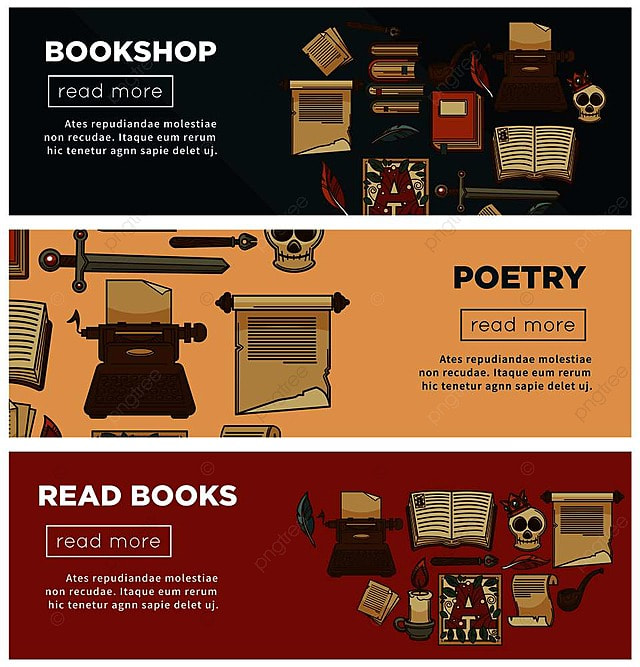 BOOKSHOP
read more
Ates repudiandae molestiae
non recudae. Itaque eum rerum
hic tenetur agnn sapie delet uj.
A
POETRY
read more
Ates repudiandae molestiae
non recudae. Itaque eum rerum
hic tenetur agnn sapie delet uj.
READ BOOKS
read more
Ates repudiandae molestiae
non recudae. Itaque eum rerum
hic tenetur agnn sapie delet uj.
A
pngtree